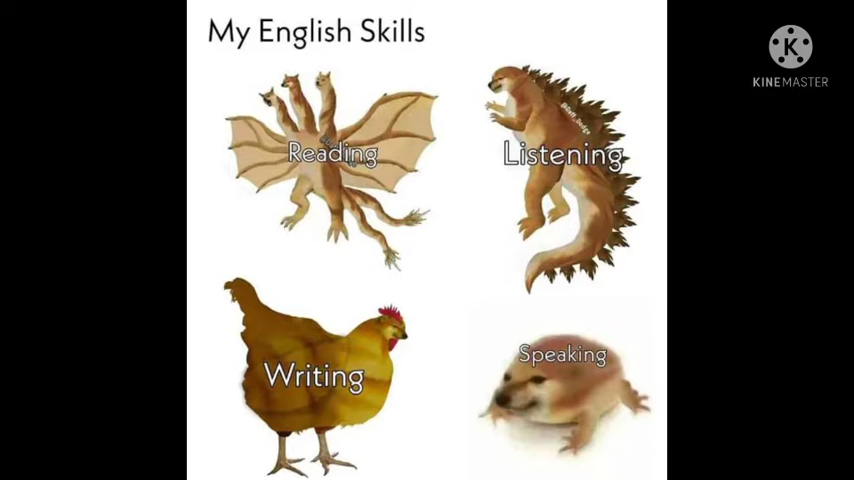 My English Skills
KINEMASTER
Reading
Listening
Writing
Speaking